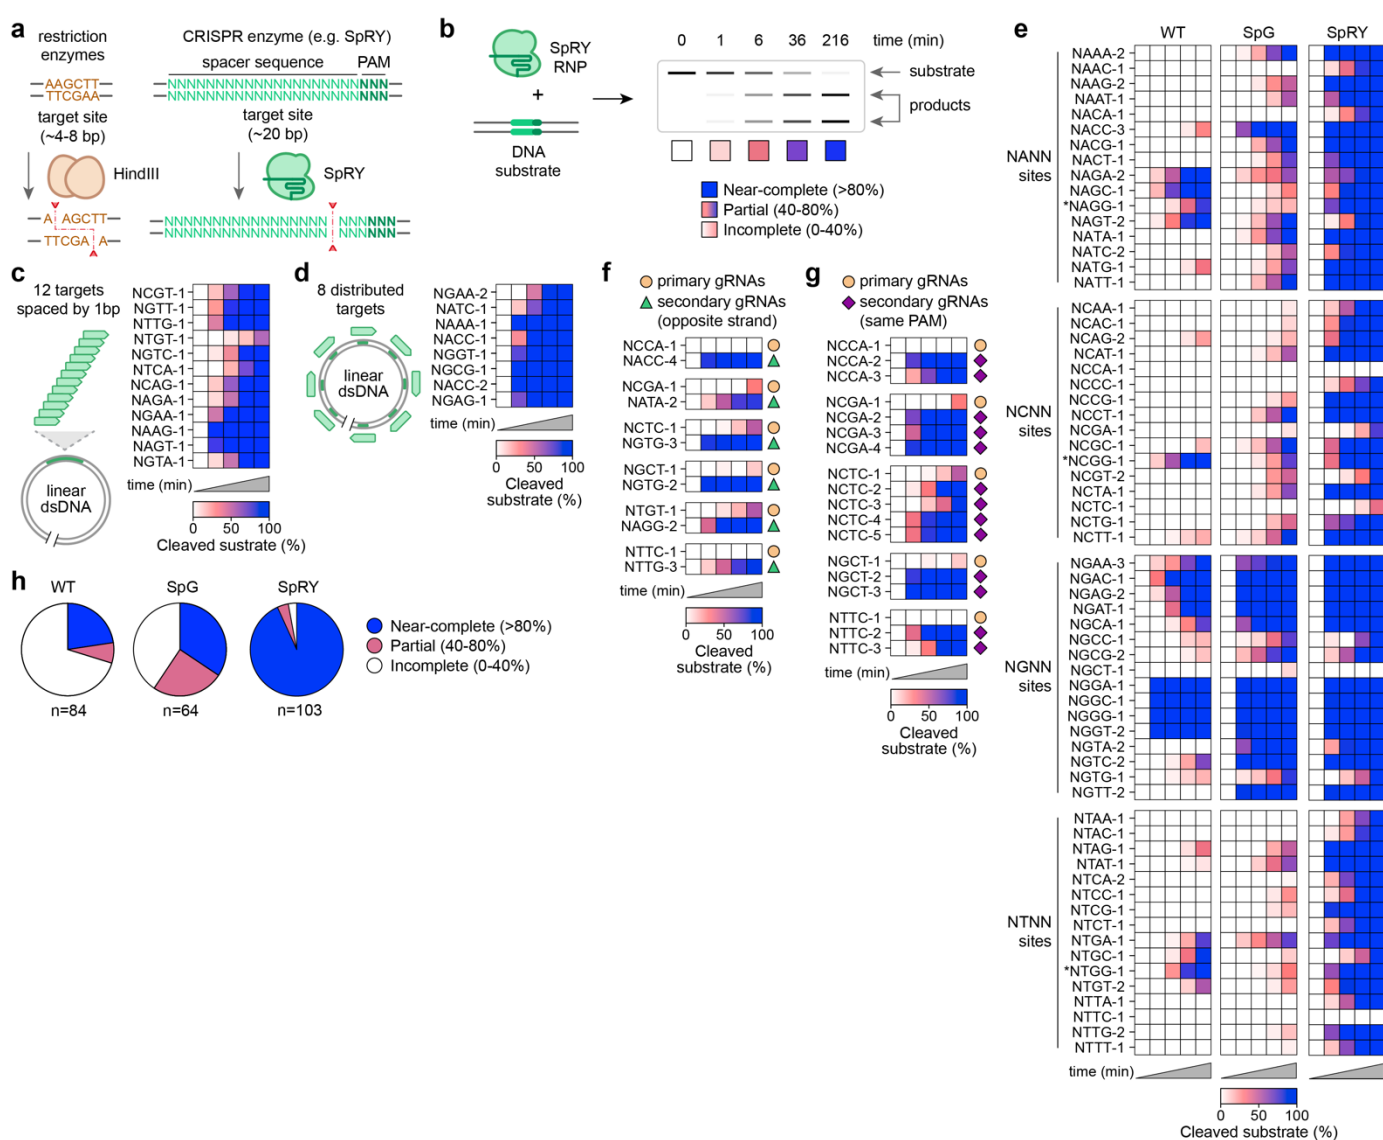 a
restriction
enzymes
AAGCTT
TTCGAA
target site
(~4-8 bp)
HindIII
A AGCTT
TTCGA A
CRISPR enzyme (e.g. SpRY)
spacer sequence PAM
NNNNNNNNNNNNNNNNNNNNNNN
NNNNNNNNNNNNNNNNNNNNNNN
target site
(~20 bp)
SpRY
NNNNNNNNNNNNNNNNN NNNNNN
NNNNNNNNNNNNNNNNN NNNNNN
b
SpRY
RNP
+
DNA
substrate
0 1 6 36 216 time (min)
substrate
products
Near-complete (>80%)
Partial (40-80%)
Incomplete (0-40%)
c
12 targets
spaced by 1bp
linear
dsDNA
NCGT-1
NGTT-1
NTTG-1
NTGT-1
NGTC-1
NTCA-1
NCAG-1
NAGA-1
NGAA-1
NAAG-1
NAGT-1
NGTA-1
time (min)
0 50 100
Cleaved sustrate (%)
d
8 distributed
targets
linear
dsDNA
NGAA-2
NATC-1
NAAA-1
NACC-1
NGGT-1
NGCG-1
NACC-2
NGAG-1
time (min)
0 50 100
Cleaved
substrate (%)
e
WT SpG SpRY
NANN
sites
NAAA-2
NAAC-1
NAAG-2
NAAT-1
NACA-1
NACC-3
NACG-1
NACT-1
NAGA-2
NAGC-1
*NAGG-1
NAGT-2
NATA-1
NATC-2
NATG-1
NATT-1
NCNN
sites
NCAA-1
NCAC-1
NCAG-2
NCAT-1
NCCA-1
NCCC-1
NCCG-1
NCCT-1
NCGA-1
NCGC-1
*NCGG-1
NCGT-2
NCTA-1
NCTC-1
NCTG-1
NCTT-1
NGNN
sites
NGAA-3
NGAC-1
NGAG-2
NGAT-1
NGCA-1
NGCC-1
NGCG-2
NGCT-1
NGGA-1
NGGC-1
NGGG-1
NGGT-2
NGTA-2
NGTC-2
NGTG-1
NGTT-2
NTNN
sites
NTAA-1
NTAC-1
NTAG-1
NTAT-1
NTCA-2
NTCC-1
NTCG-1
NTCT-1
NTGA-1
NTGC-1
*NTGG-1
NTGT-2
NTTA-1
NTTC-1
NTTG-2
NTTT-1
time (min)
0 50 100
Cleaved substrate (%)
f
primary gRNAs
secondary gRNAs
(opposite strand)
NCCA-1
NACC-4
NCGA-1
NATA-2
NCTC-1
NGTG-3
NGCT-1
NGTG-2
NTGT-1
NAGG-2
NTTC-1
NTTG-3
time (min)
0 50 100
Cleaved
substrate (%)
g
primary gRNAs
secondary gRNAs
(same PAM)
NCCA-1
NCCA-2
NCCA-3
NCGA-1
NCGA-2
NCGA-3
NCGA-4
NCTC-1
NCTC-2
NCTC-3
NCTC-4
NCTC-5
NGCT-1
NGCT-2
NGCT-3
NTTC-1
NTTC-2
NTTC-3
time (min)
0 50 100
Cleaved
substrate (%)
h
WT SpG SpRY
n=84 n=64 n=103
Near-complete (>80%)
Partial (40-80%)
Incomplete (0-40%)